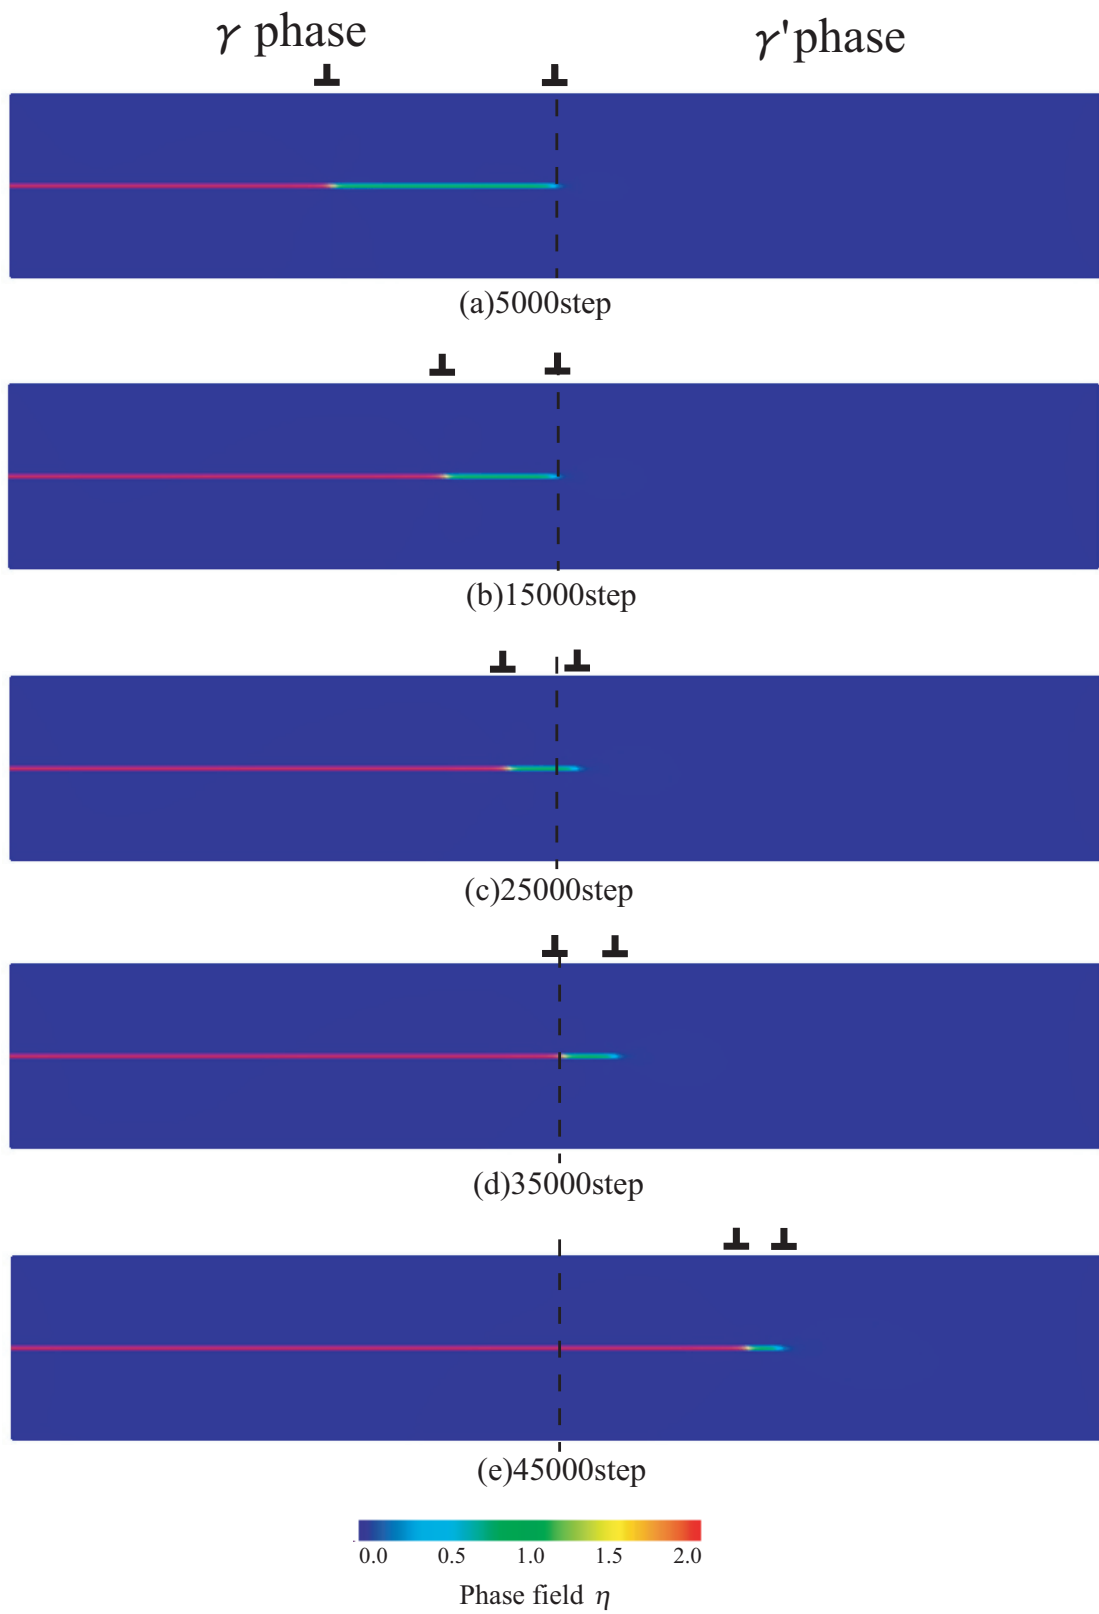 γ phase
γ'phase
(a)5000step
(b)15000step
(c)25000step
(d)35000step
(e)45000step
0.0 0.5 1.0 1.5 2.0
Phase field η